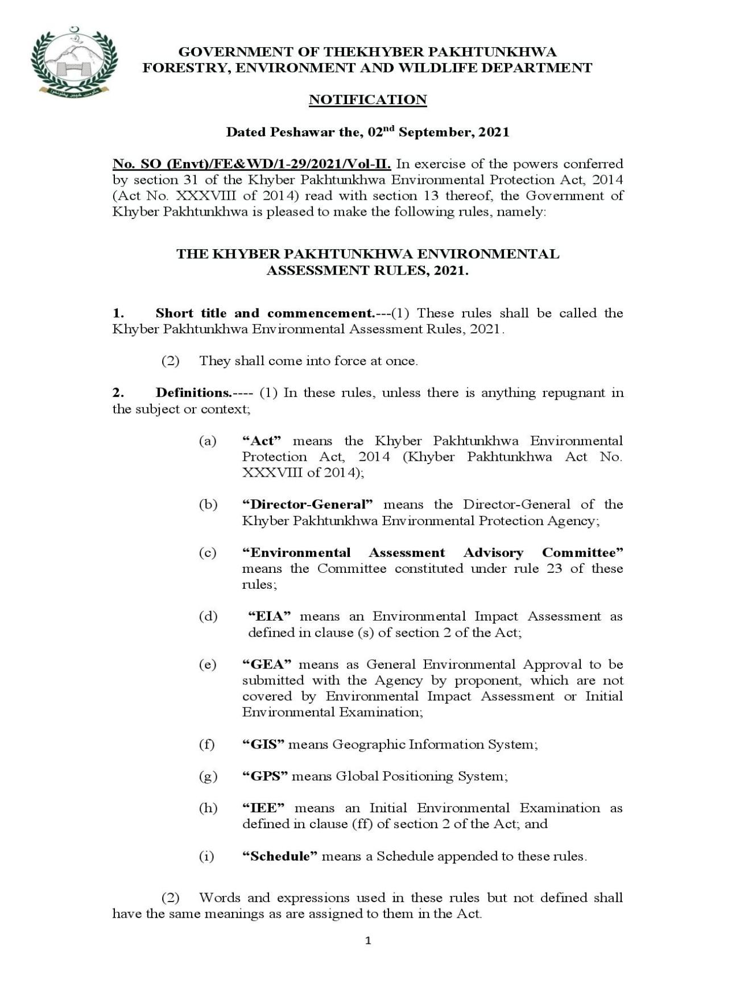 GOVERNMENT OF THEKHYBER PAKHTUNKHWA
FORESTRY, ENVIRONMENT AND WILDLIFE DEPARTMENT
NOTIFICATION
Dated Peshawar the, 02nd September, 2021
No. SO (Envt)/FE&WD/1-29/2021/Vol-II. In exercise of the powers conferred
by section 31 of the Khyber Pakhtunkhwa Environmental Protection Act, 2014
(Act No. XXXVIII of 2014) read with section 13 thereof, the Government of
Khyber Pakhtunkhwa is pleased to make the following rules, namely:
THE KHYBER PAKHTUNKHWA ENVIRONMENTAL
ASSESSMENT RULES, 2021.
1. Short title and commencement.---(1) These rules shall be called the
Khyber Pakhtunkhwa Environmental Assessment Rules, 2021.
(2) They shall come into force at once.
2. Definitions.---- (1) In these rules, unless there is anything repugnant in
the subject or context;
(a) “Act” means the Khyber Pakhtunkhwa Environmental
Protection Act, 2014 (Khyber Pakhtunkhwa Act No.
XXXVIII of 2014);
(b) “Director-General” means the Director-General of the
Khyber Pakhtunkhwa Environmental Protection Agency;
(c) “Environmental Assessment Advisory Committee”
means the Committee constituted under rule 23 of these
rules;
(d) “EIA” means an Environmental Impact Assessment as
defined in clause (s) of section 2 of the Act;
(e) “GEA” means as General Environmental Approval to be
submitted with the Agency by proponent, which are not
covered by Environmental Impact Assessment or Initial
Environmental Examination;
(f) “GIS” means Geographic Information System;
(g) “GPS” means Global Positioning System;
(h) “IEE” means an Initial Environmental Examination as
defined in clause (ff) of section 2 of the Act; and
(i) “Schedule” means a Schedule appended to these rules.
(2) Words and expressions used in these rules but not defined shall
have the same meanings as are assigned to them in the Act.
1